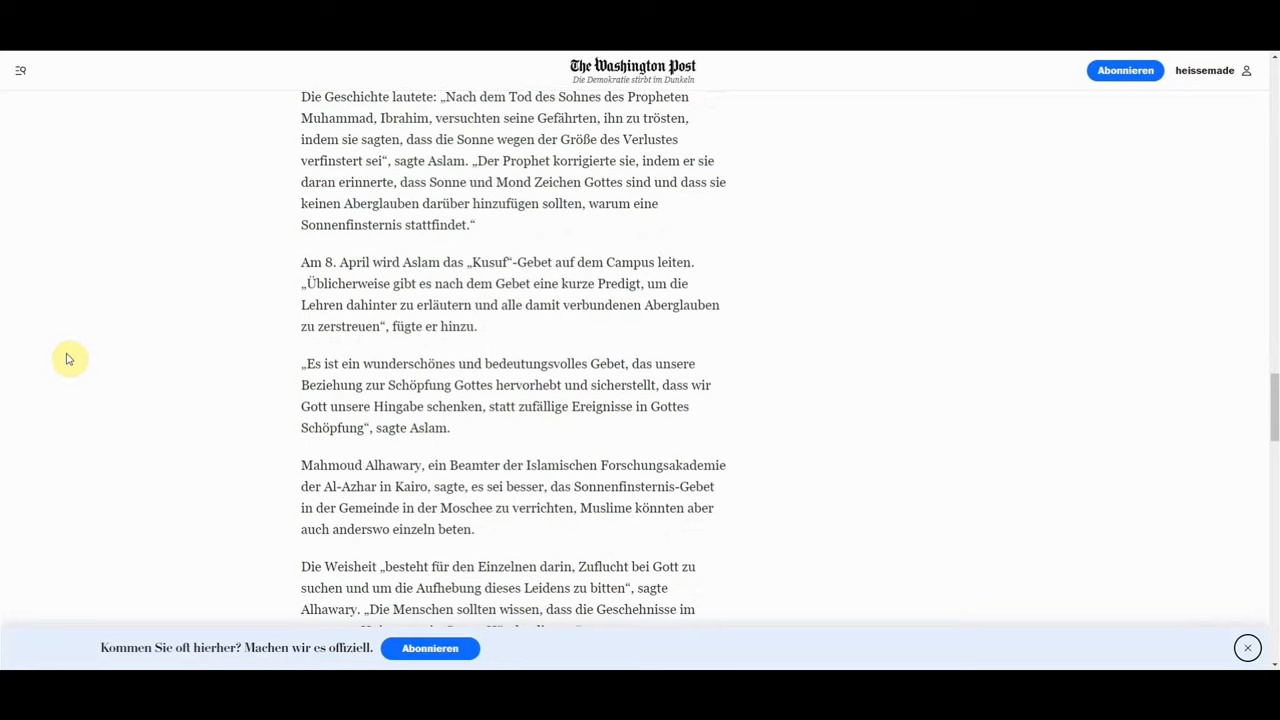 The Washington Post
Die Demokratie stirbt im Dunkeln
Abonnieren
heissemade
Die Geschichte lautete: „Nach dem Tod des Sohnes des Propheten
Muhammad, Ibrahim, versuchten seine Gefährten, ihn zu trösten,
indem sie sagten, dass die Sonne wegen der Größe des Verlustes
verfinstert sei“, sagte Aslam. „Der Prophet korrigierte sie, indem er sie
daran erinnerte, dass Sonne und Mond Zeichen Gottes sind und dass sie
keinen Aberglauben darüber hinzufügen sollten, warum eine
Sonnenfinsternis stattfindet.“
Am 8. April wird Aslam das „Kusuf“-Gebet auf dem Campus leiten.
„Üblicherweise gibt es nach dem Gebet eine kurze Predigt, um die
Lehren dahinter zu erläutern und alle damit verbundenen Aberglauben
zu zerstreuen“, fügte er hinzu.
„Es ist ein wunderschönes und bedeutungsvolles Gebet, das unsere
Beziehung zur Schöpfung Gottes hervorhebt und sicherstellt, dass wir
Gott unsere Hingabe schenken, statt zufällige Ereignisse in Gottes
Schöpfung“, sagte Aslam.
Mahmoud Alhawary, ein Beamter der Islamischen Forschungsakademie
der Al-Azhar in Kairo, sagte, es sei besser, das Sonnenfinsternis-Gebet
in der Gemeinde in der Moschee zu verrichten, Muslime könnten aber
auch anderswo einzeln beten.
Die Weisheit „besteht für den Einzelnen darin, Zuflucht bei Gott zu
suchen und um die Aufhebung dieses Leidens zu bitten“, sagte
Alhawary. „Die Menschen sollten wissen, dass die Geschehnisse im
Kommen Sie oft hierher? Machen wir es offiziell.
Abonnieren